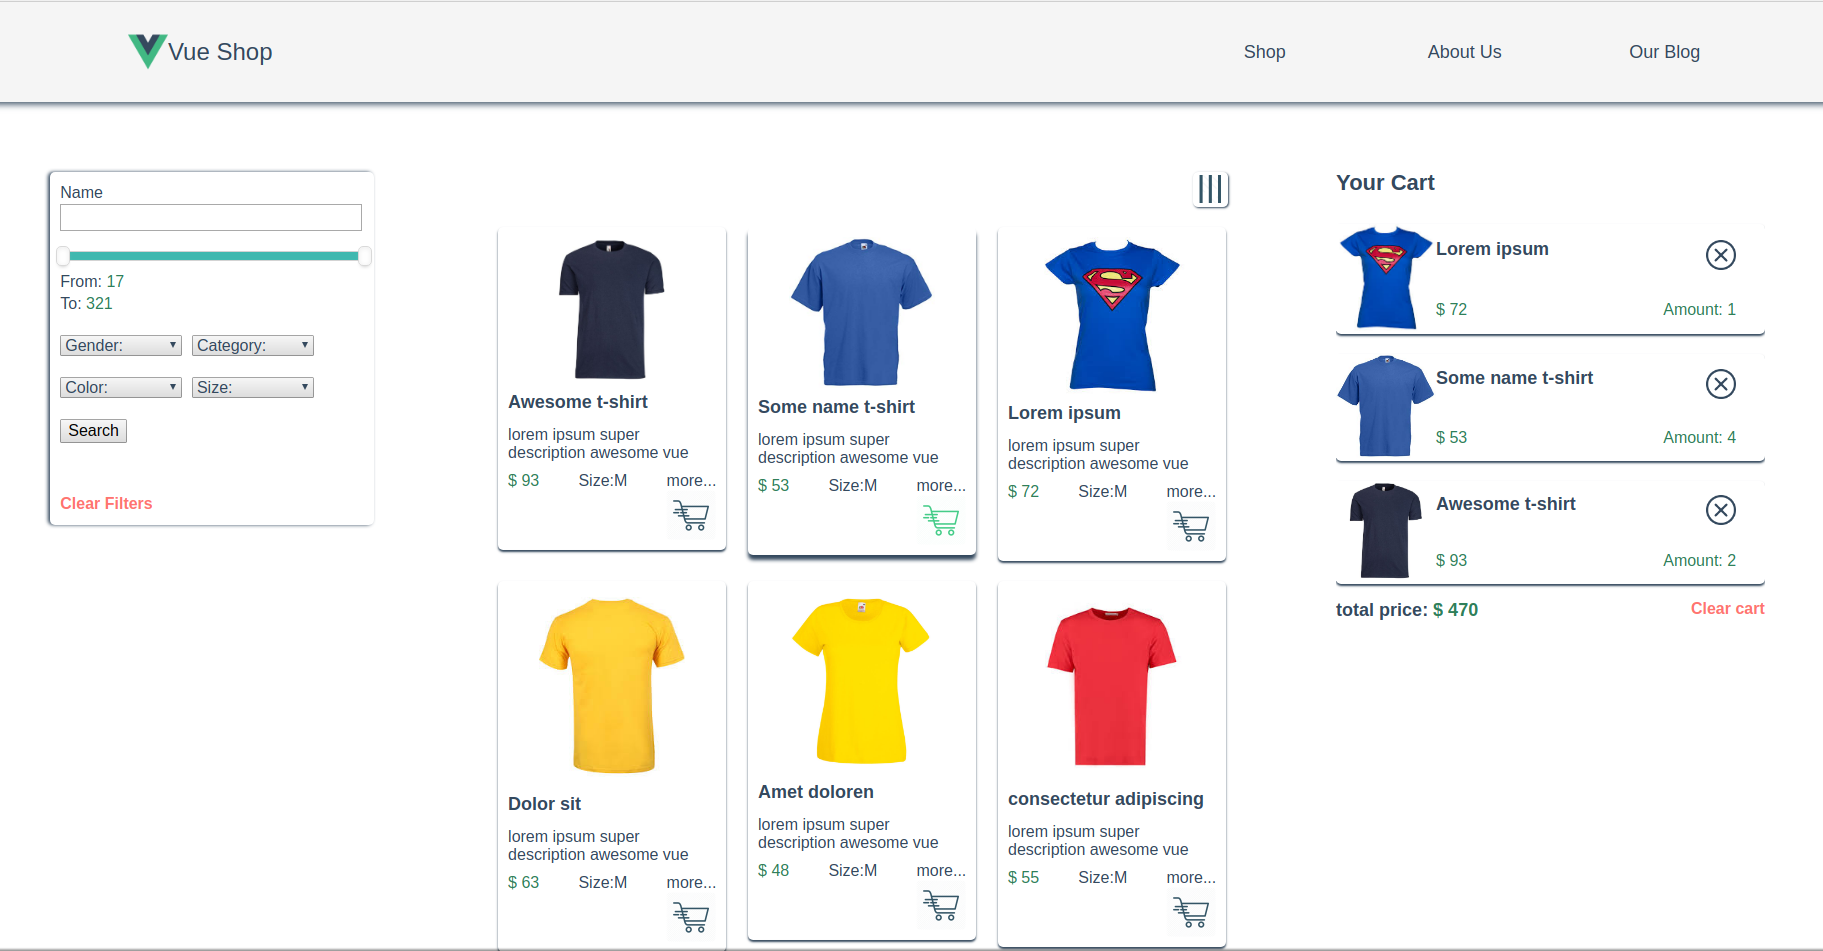 Vue Shop
Shop
About Us
Our Blog
Name
From: 17
To: 321
Gender:
Category:
Color:
Size:
Search
Clear Filters
Awesome t-shirt
lorem ipsum super
description awesome vue
$ 93
Size:M
more...
Some name t-shirt
lorem ipsum super
description awesome vue
$ 53
Size:M
more...
Lorem ipsum
lorem ipsum super
description awesome vue
$ 72
Size:M
more...
Dolor sit
lorem ipsum super
description awesome vue
$ 63
Size:M
more...
Amet doloren
lorem ipsum super
description awesome vue
$ 48
Size:M
more...
consectetur adipiscing
lorem ipsum super
description awesome vue
$ 55
Size:M
more...
Your Cart
Lorem ipsum
$ 72
Amount: 1
Some name t-shirt
$ 53
Amount: 4
Awesome t-shirt
$ 93
Amount: 2
total price: $ 470
Clear cart